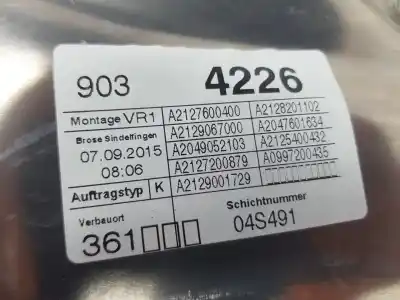 903 4226
Montage VR1 A2127600400 A2128201102
Brose Sindelfingen A2129067000 A2047601634
07.09.2015 A2049052103 A2125400432
08:06 A2127200879 A0997200435
Auftragstyp K A2129001729
Verbauort Schichtnummer
361 04S491